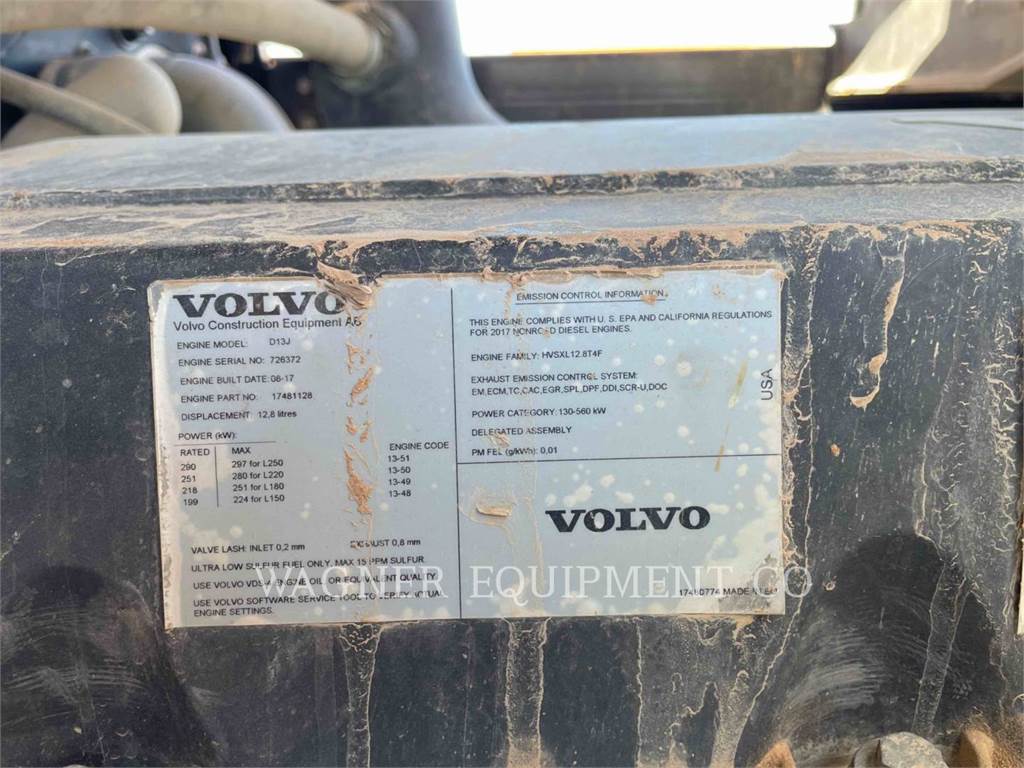 VOLVO
Volvo Construction Equipment AB
ENGINE MODEL: D13J
ENGINE SERIAL NO: 726372
ENGINE BUILT DATE: 08-17
ENGINE PART NO: 17481128
DISPLACEMENT: 12,8 litres
POWER (kW):
RATED MAX ENGINE CODE
290 297 for L250 13-51
251 280 for L220 13-50
218 251 for L180 13-49
199 224 for L150 13-48
VALVE LASH: INLET 0,2 mm EXHAUST 0,8 mm
ULTRA LOW SULFUR FUEL ONLY, MAX 15 PPM SULFUR
USE VOLVO VDS-4 ENGINE OIL, OR EQUIVALENT QUALITY.
USE VOLVO SOFTWARE SERVICE TOOL TO VERIFY ACTUAL
ENGINE SETTINGS.
EMISSION CONTROL INFORMATION
THIS ENGINE COMPLIES WITH U. S. EPA AND CALIFORNIA REGULATIONS
FOR 2017 NONROAD DIESEL ENGINES.
ENGINE FAMILY: HVSXL12.8T4F
EXHAUST EMISSION CONTROL SYSTEM:
EM,ECM,TC,CAC,EGR,SPL,DPF,DDI,SCR-U,DOC
POWER CATEGORY: 130-560 kW
DELEGATED ASSEMBLY
PM FEL (g/kWh): 0,01
USA
VOLVO
17480774 MADE IN EU
WAGNER EQUIPMENT CO